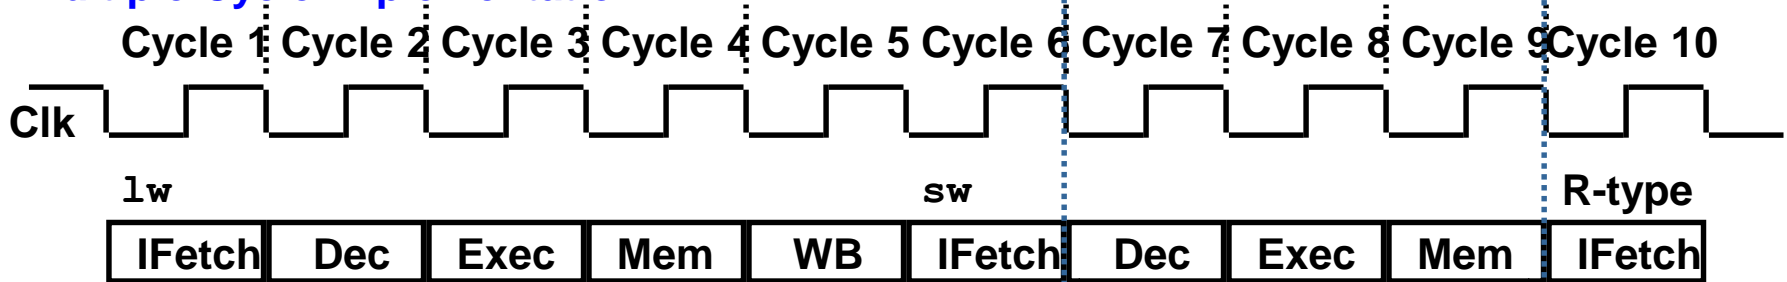 Cycle 1 Cycle 2 Cycle 3 Cycle 4 Cycle 5 Cycle 6 Cycle 7 Cycle 8 Cycle 9 Cycle 10
Clk
lw sw R-type
IFetch Dec Exec Mem WB IFetch Dec Exec Mem IFetch